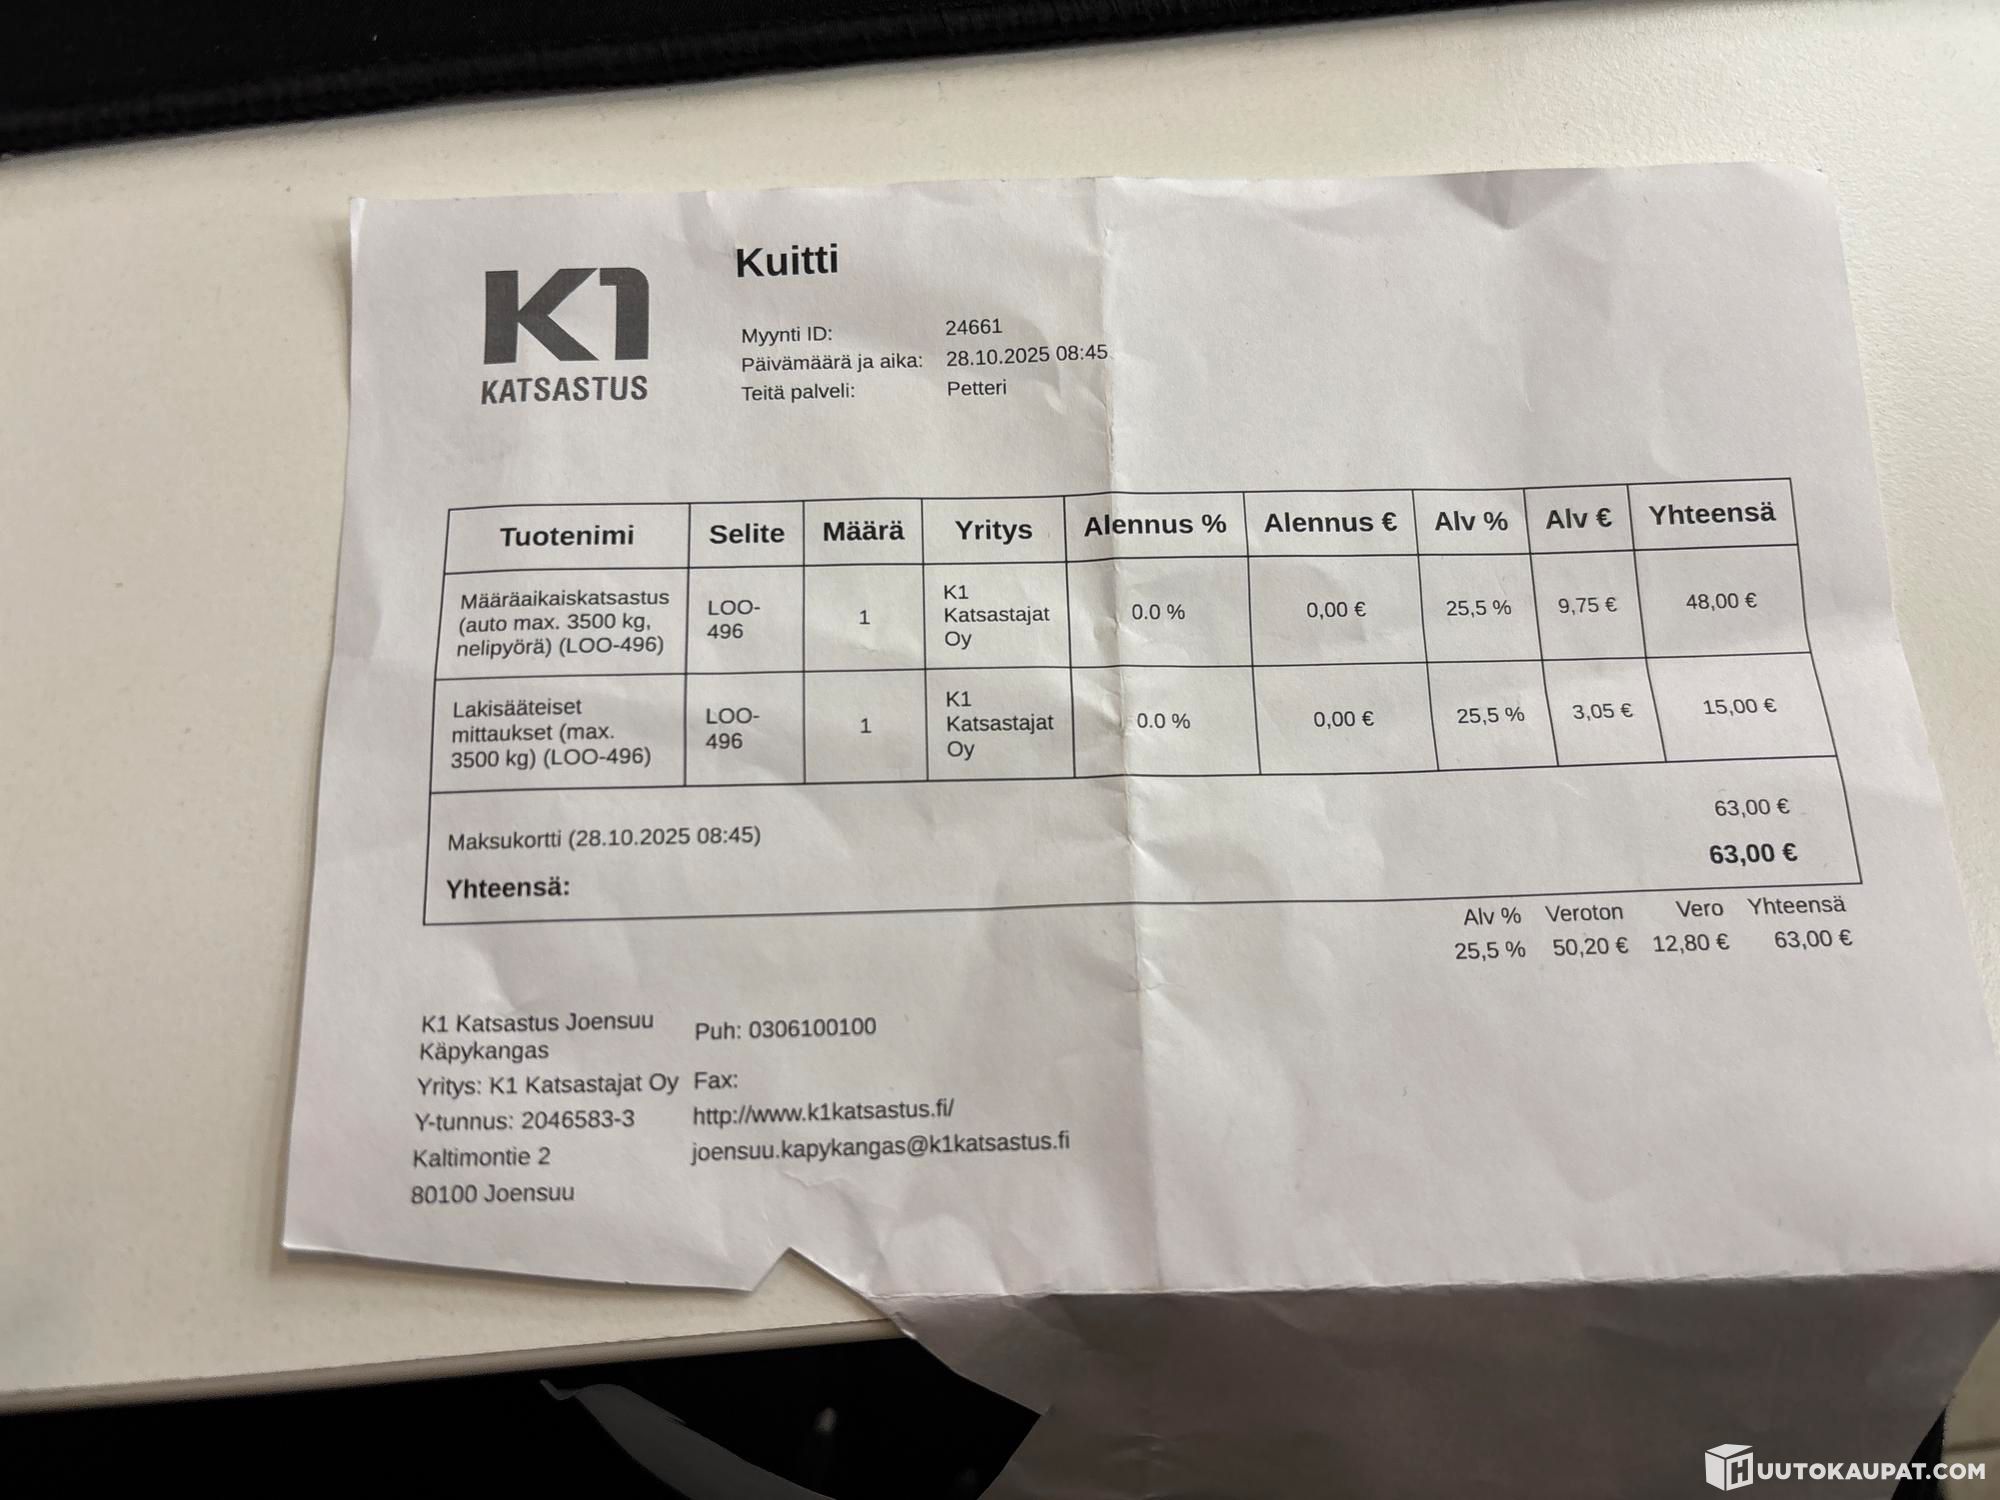 K1
KATSASTUS
Kuitti
Myynti ID: 24661
Päivämäärä ja aika: 28.10.2025 08:45
Teitä palveli: Petteri
Tuotenimi Selite Määrä Yritys Alennus % Alennus € Alv % Alv € Yhteensä
Määräaikaiskatsastus
(auto max. 3500 kg,
nelipyörä) (LOO-496)
LOO-
496
1
K1
Katsastajat
Oy
0.0 % 0,00 € 25,5 % 9,75 € 48,00 €
Lakisääteiset
mittaukset (max.
3500 kg) (LOO-496)
LOO-
496
1
K1
Katsastajat
Oy
0.0 % 0,00 € 25,5 % 3,05 € 15,00 €
Maksukortti (28.10.2025 08:45) 63,00 €
Yhteensä: 63,00 €
Alv % Veroton Vero Yhteensä
25,5 % 50,20 € 12,80 € 63,00 €
K1 Katsastus Joensuu
Käpykangas
Yritys: K1 Katsastajat Oy
Y-tunnus: 2046583-3
Kaltimontie 2
80100 Joensuu
Puh: 0306100100
Fax:
http://www.k1katsastus.fi/
joensuu.kapykangas@k1katsastus.fi
HUUTOKAUPAT.COM